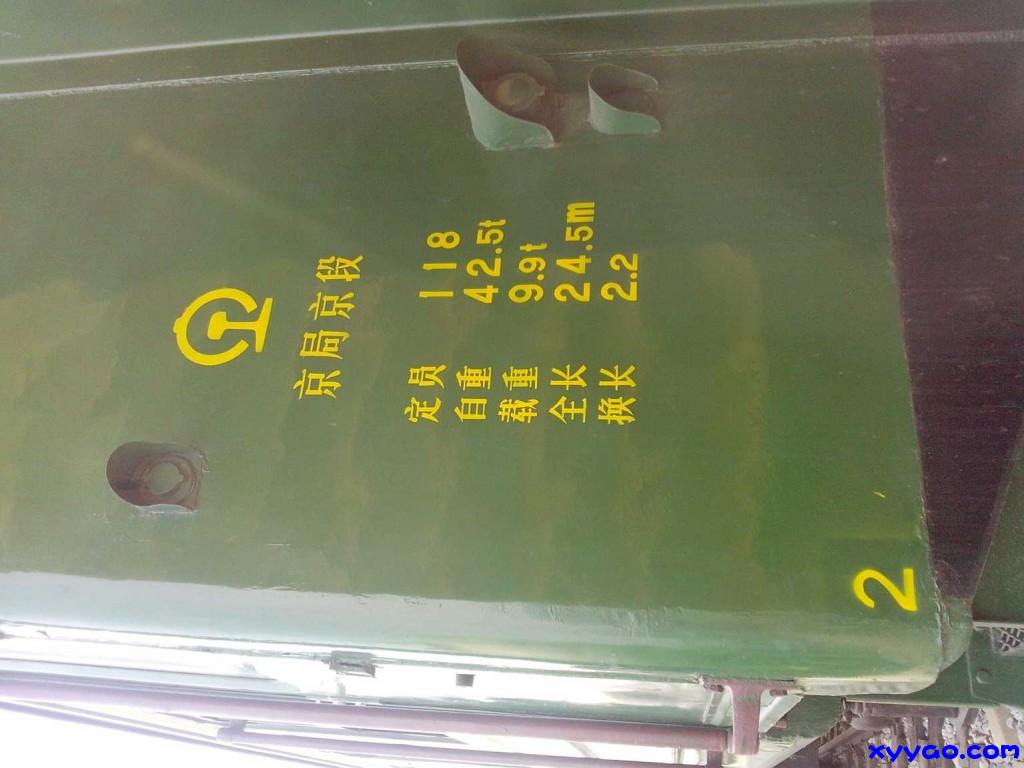 京局京段
定员 118
自重 42.5t
载重 9.9t
全长 24.5m
换长 2.2
2
xyyao.com